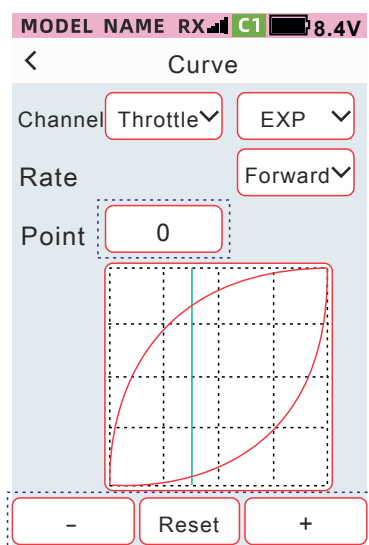 MODEL NAME RX C1 8.4V
< Curve
Channel Throttle EXP
Rate Forward
Point 0
- Reset +